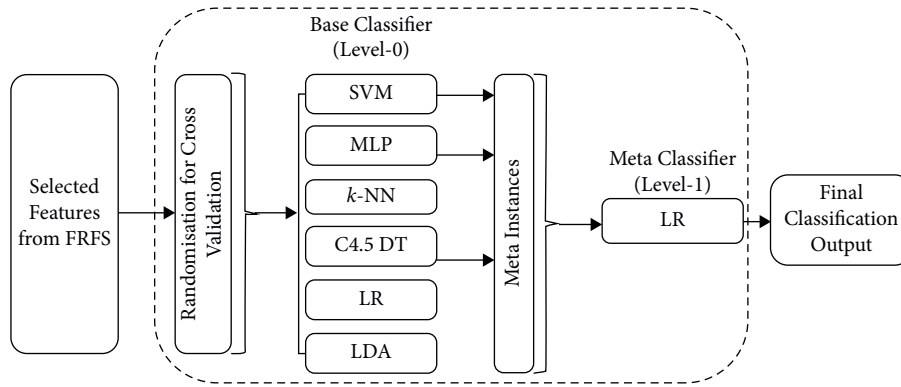 Selected
Features
from FRFS
Randomisation for Cross
Validation
Base Classifier
(Level-0)
SVM
MLP
k-NN
C4.5 DT
LR
LDA
Meta Instances
Meta Classifier
(Level-1)
LR
Final
Classification
Output